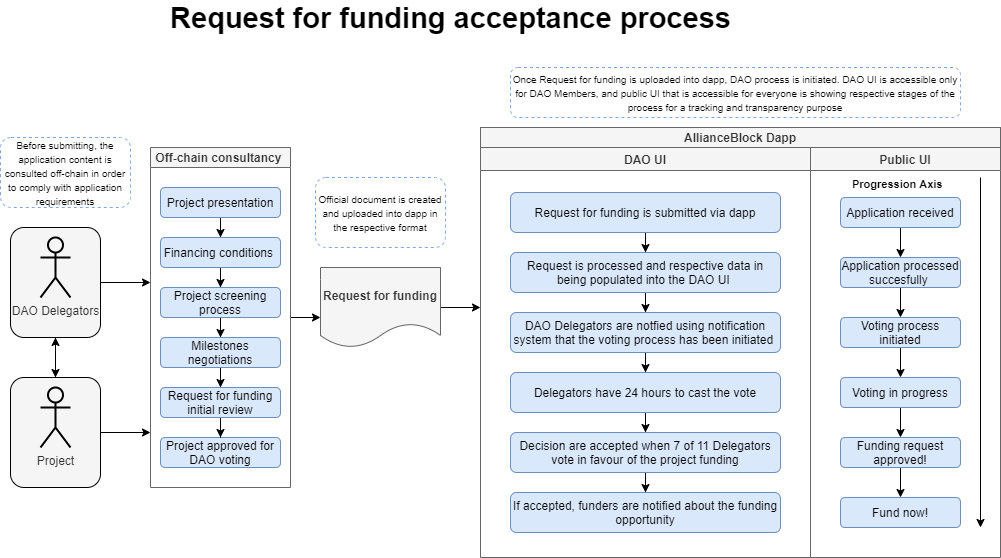 Request for funding acceptance process
Once Request for funding is uploaded into dapp, DAO process is initiated. DAO UI is accessible only
for DAO Members, and public UI that is accessible for everyone is showing respective stages of the
process for a tracking and transparency purpose
Before submitting, the
application content is
consulted off-chain in order
to comply with application
requirements
DAO Delegators
Project
Off-chain consultancy
Project presentation
Financing conditions
Project screening
process
Milestones
negotiations
Request for funding
initial review
Project approved for
DAO voting
Official document is created
and uploaded into dapp in
the respective format
Request for funding
AllianceBlock Dapp
DAO UI
Request for funding is submitted via dapp
Request is processed and respective data in
being populated into the DAO UI
DAO Delegators are notfied using notification
system that the voting process has been initiated
Delegators have 24 hours to cast the vote
Decision are accepted when 7 of 11 Delegators
vote in favour of the project funding
If accepted, funders are notified about the funding
opportunity
Public UI
Progression Axis
Application received
Application processed
succesfully
Voting process
initiated
Voting in progress
Funding request
approved!
Fund now!